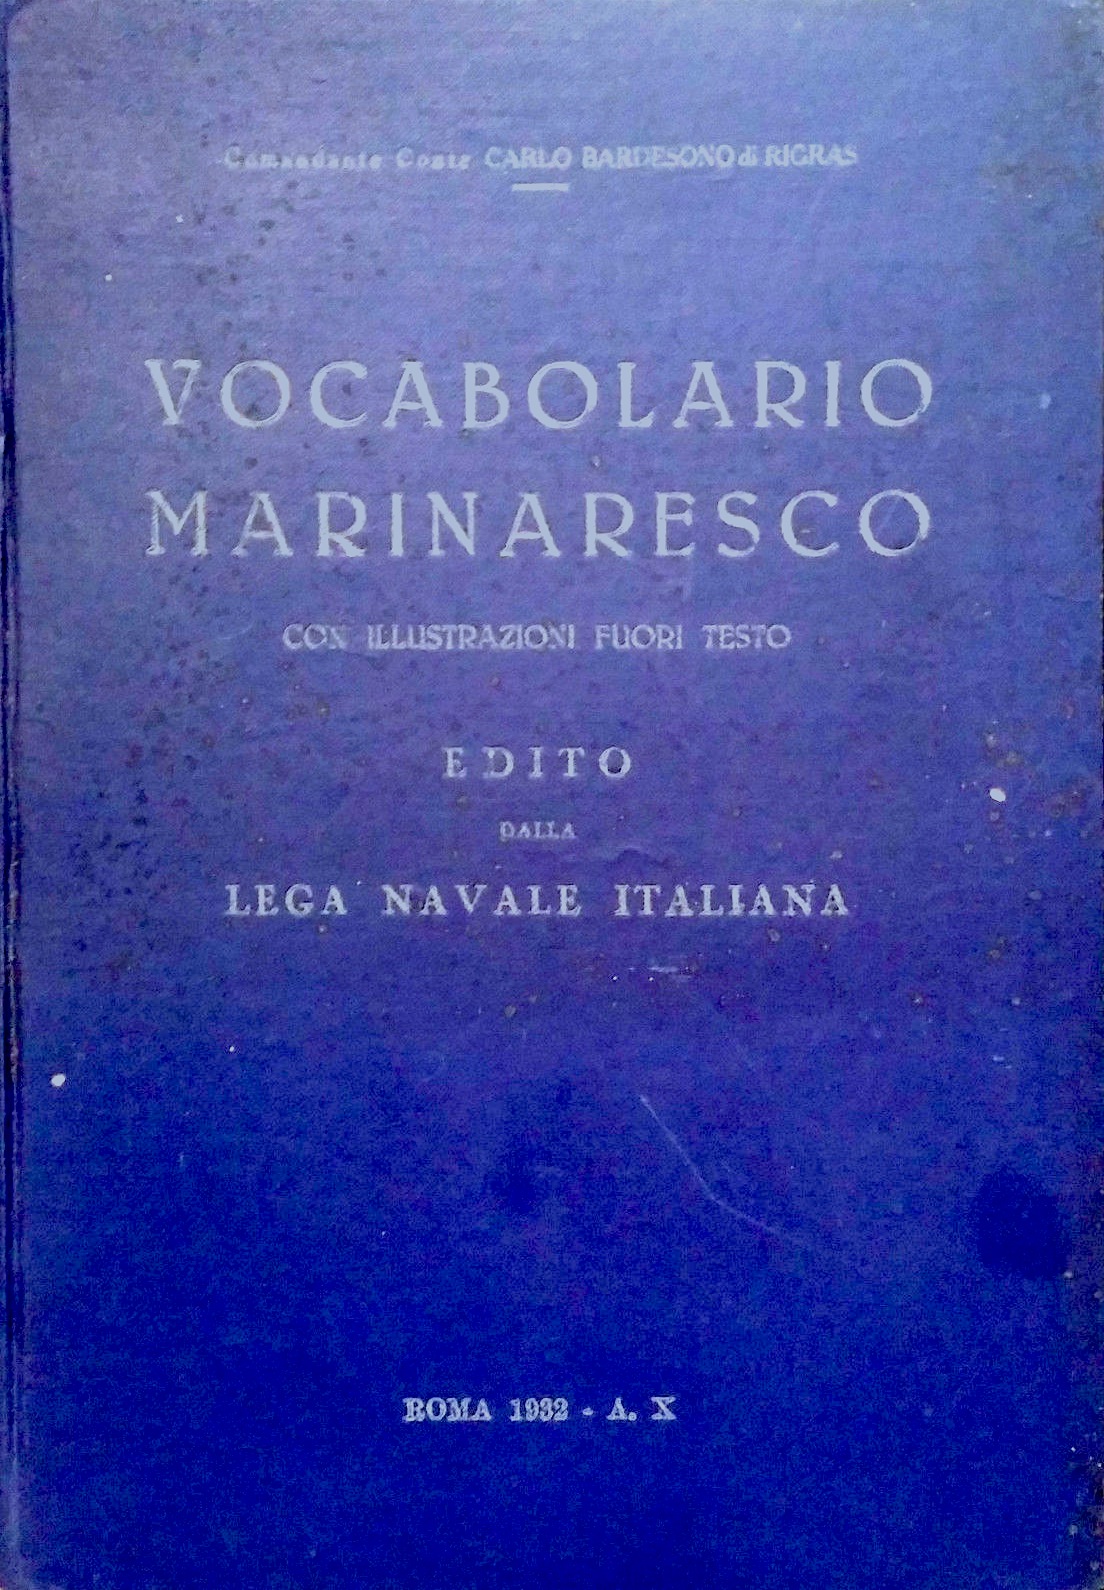 Comandante Conte CARLO BARDESONO di RIGRAS
VOCABOLARIO
MARINARESCO
CON ILLUSTRAZIONI FUORI TESTO
EDITO
DALLA
LEGA NAVALE ITALIANA
ROMA 1932 - A. X